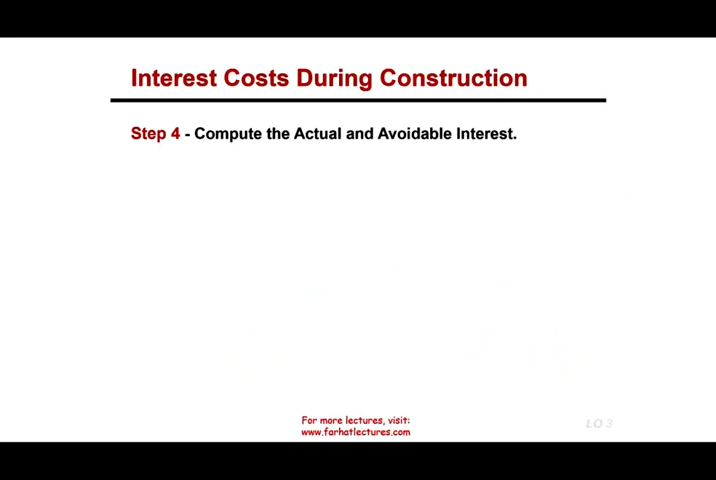 Interest Costs During Construction
Step 4 - Compute the Actual and Avoidable Interest.
For more lectures, visit:
www.farhatlectures.com
LO 3